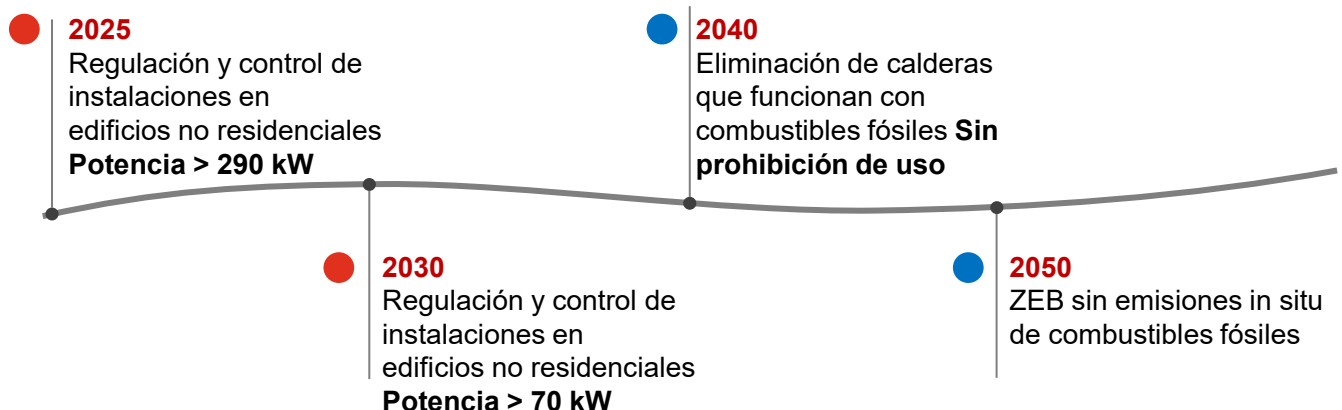 2025
Regulación y control de
instalaciones en
edificios no residenciales
Potencia > 290 kW
2030
Regulación y control de
instalaciones en
edificios no residenciales
Potencia > 70 kW
2040
Eliminación de calderas
que funcionan con
combustibles fósiles Sin
prohibición de uso
2050
ZEB sin emisiones in situ
de combustibles fósiles